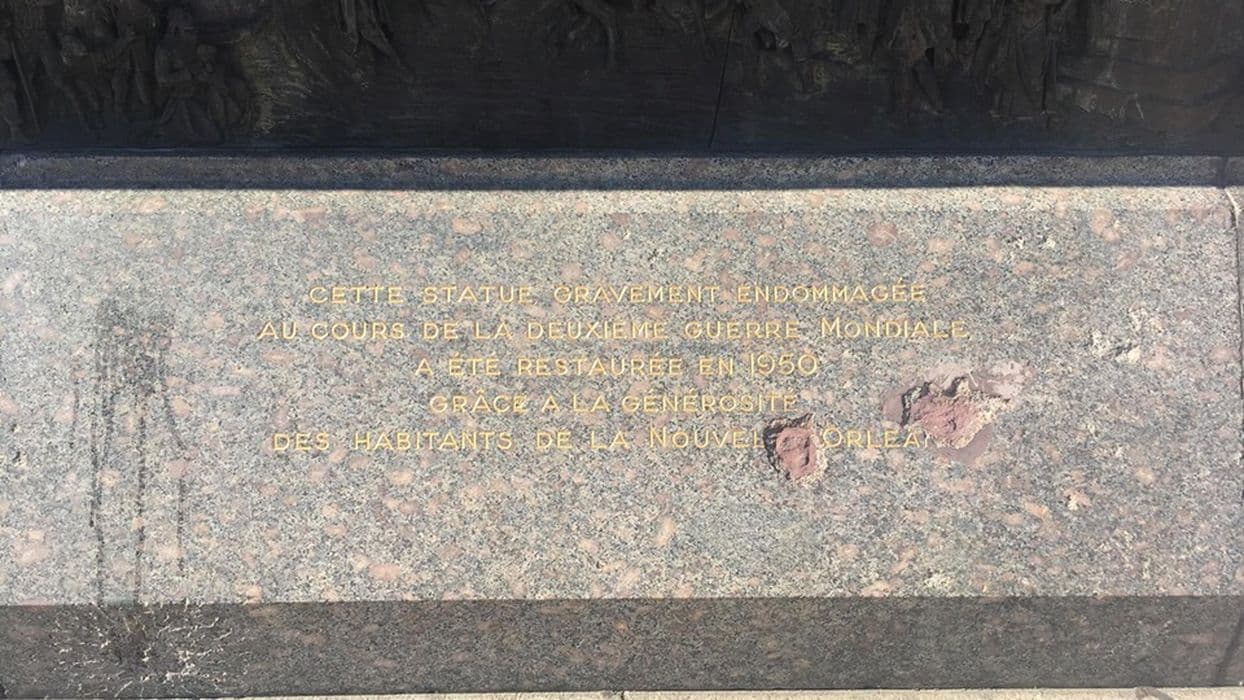 CETTE STATUE GRAVEMENT ENDOMMAGÉE
AU COURS DE LA DEUXIÈME GUERRE MONDIALE
A ÉTÉ RESTAURÉE EN 1950
GRÂCE A LA GÉNÉROSITÉ
DES HABITANTS DE LA